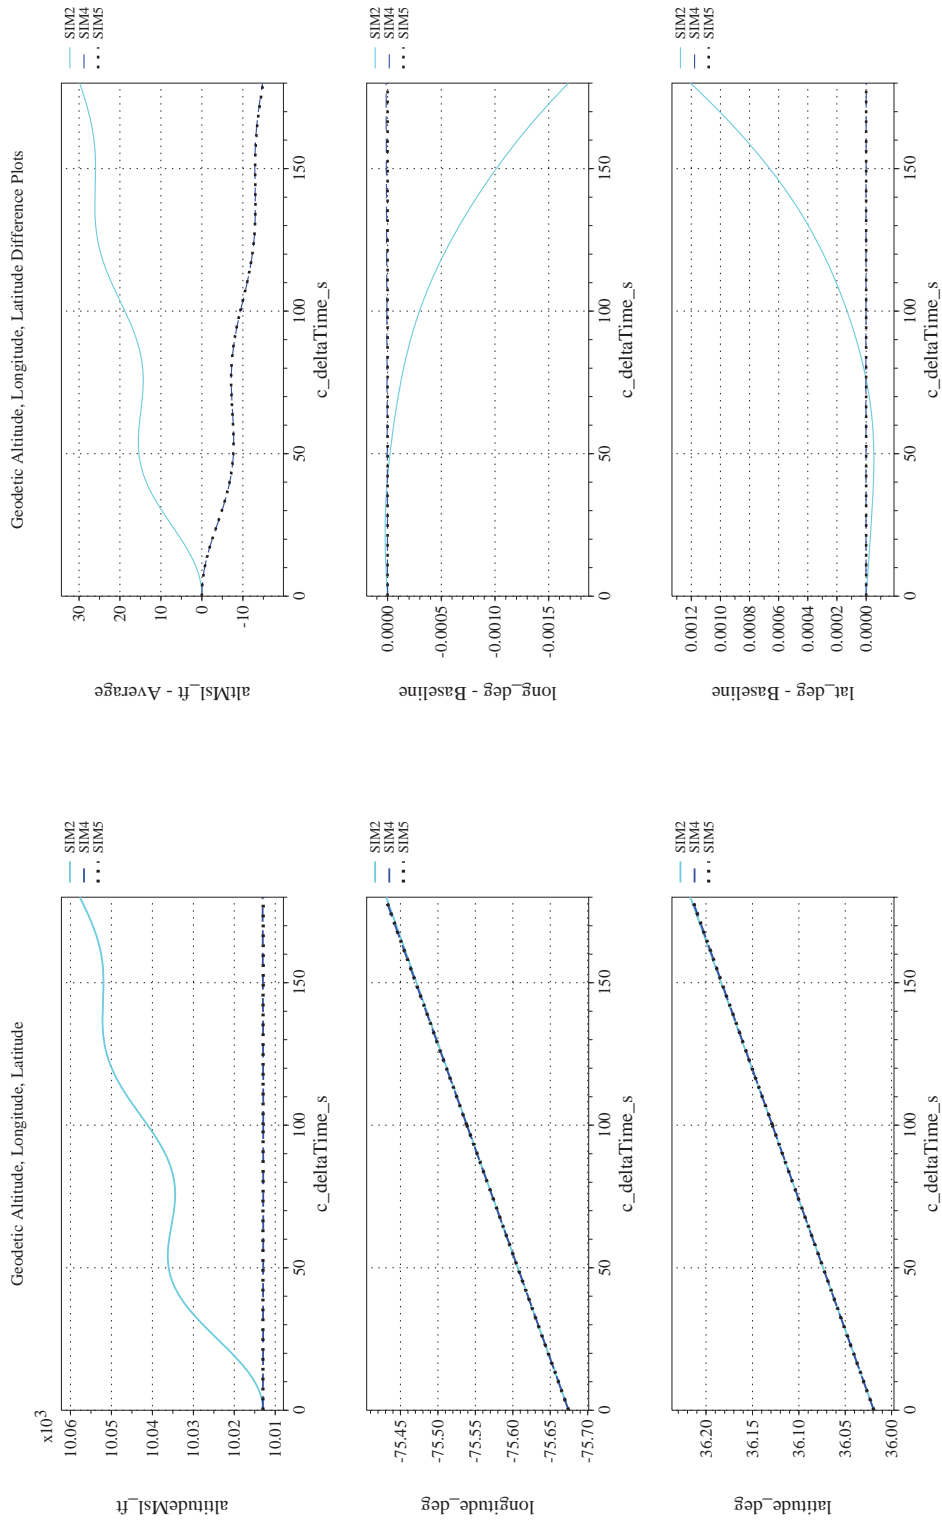 Geodetic Altitude, Longitude, Latitude
x10³
altitudeMsl_ft
10.06
10.05
10.04
10.03
10.02
10.01
0
50
100
150
c_deltaTime_s
SIM2
SIM4
SIM5
longitude_deg
-75.45
-75.50
-75.55
-75.60
-75.65
-75.70
0
50
100
150
c_deltaTime_s
SIM2
SIM4
SIM5
latitude_deg
36.20
36.15
36.10
36.05
36.00
0
50
100
150
c_deltaTime_s
SIM2
SIM4
SIM5
Geodetic Altitude, Longitude, Latitude Difference Plots
altMsl_ft - Average
30
20
10
0
-10
0
50
100
150
c_deltaTime_s
SIM2
SIM4
SIM5
long_deg - Baseline
0.0000
-0.0005
-0.0010
-0.0015
0
50
100
150
c_deltaTime_s
SIM2
SIM4
SIM5
lat_deg - Baseline
0.0012
0.0010
0.0008
0.0006
0.0004
0.0002
0.0000
0
50
100
150
c_deltaTime_s
SIM2
SIM4
SIM5